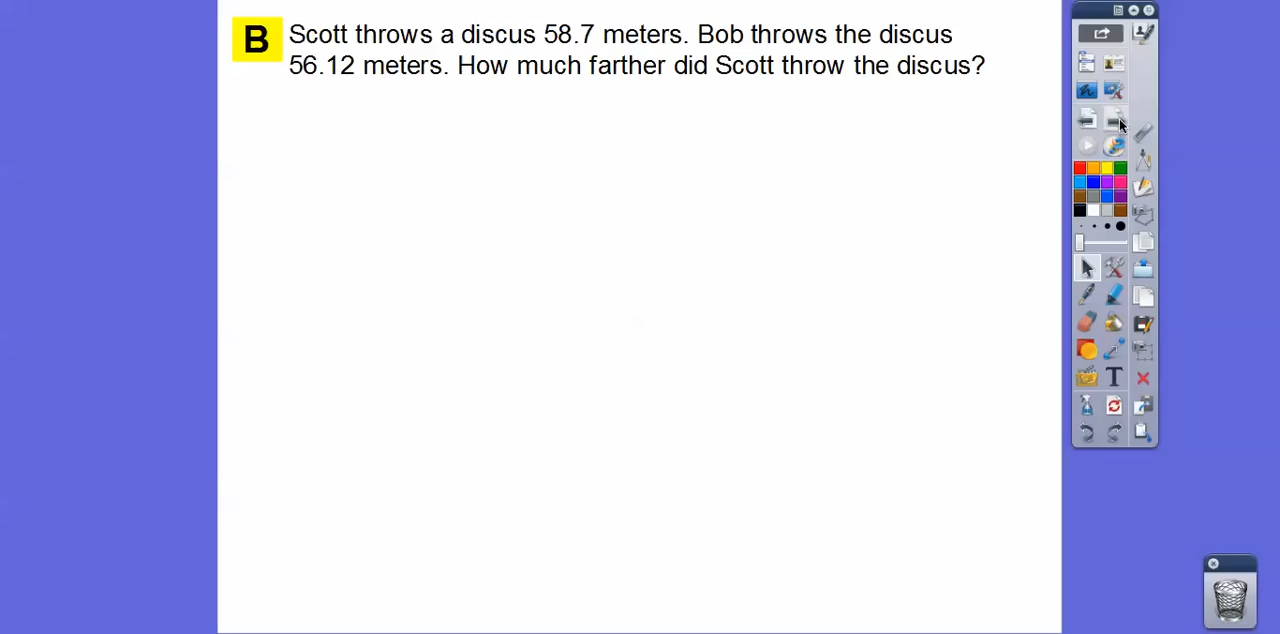 B Scott throws a discus 58.7 meters. Bob throws the discus
56.12 meters. How much farther did Scott throw the discus?
T